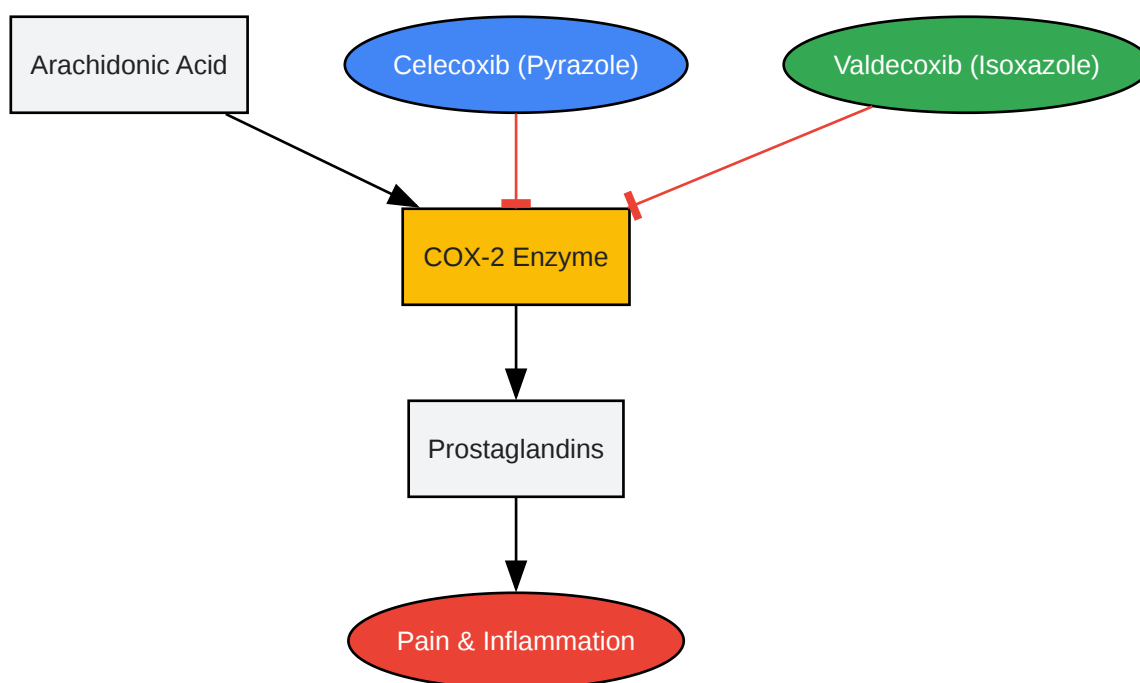 Arachidonic Acid
Celecoxib (Pyrazole)
Valdecoxib (Isoxazole)
COX-2 Enzyme
Prostaglandins
Pain & Inflammation